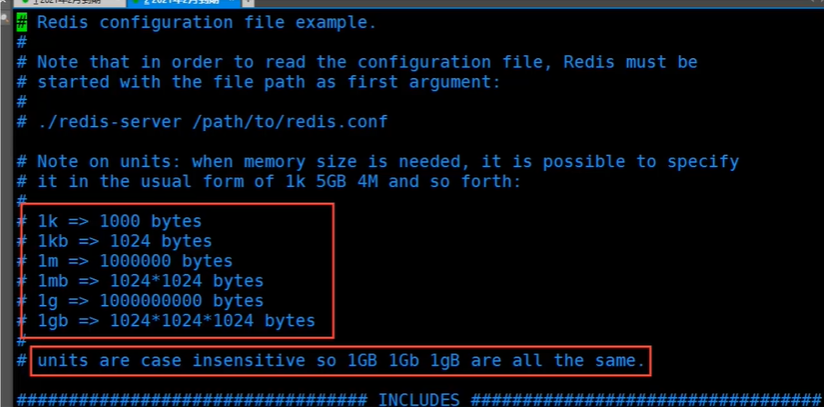 # Redis configuration file example.
#
# Note that in order to read the configuration file, Redis must be
# started with the file path as first argument:
#
# ./redis-server /path/to/redis.conf
# Note on units: when memory size is needed, it is possible to specify
# it in the usual form of 1k 5GB 4M and so forth:
#
# 1k => 1000 bytes
# 1kb => 1024 bytes
# 1m => 1000000 bytes
# 1mb => 1024*1024 bytes
# 1g => 1000000000 bytes
# 1gb => 1024*1024*1024 bytes
#
# units are case insensitive so 1GB 1Gb 1gB are all the same.
################################## INCLUDES ##################################